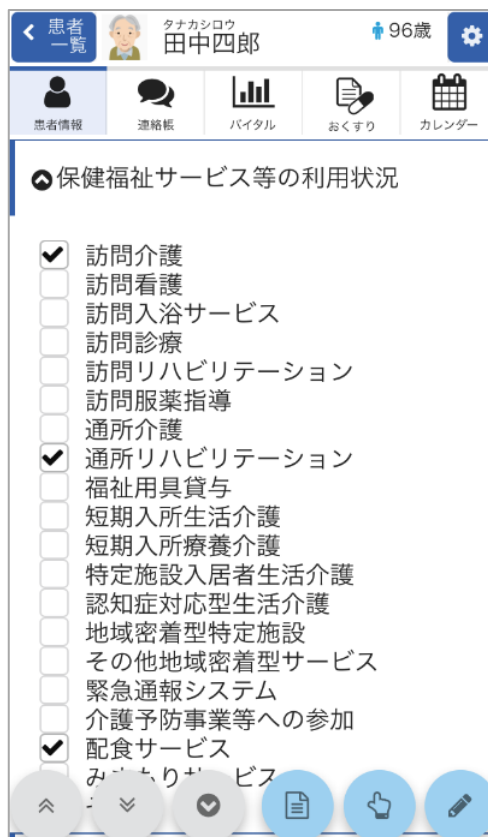 患者
一覧
タナカシロウ
田中四郎
96歳
患者情報
連絡帳
バイタル
おくすり
カレンダー
保健福祉サービス等の利用状況
訪問介護
訪問看護
訪問入浴サービス
訪問診療
訪問リハビリテーション
訪問服薬指導
通所介護
通所リハビリテーション
福祉用具貸与
短期入所生活介護
短期入所療養介護
特定施設入居者生活介護
認知症対応型生活介護
地域密着型特定施設
その他地域密着型サービス
緊急通報システム
介護予防事業等への参加
配食サービス